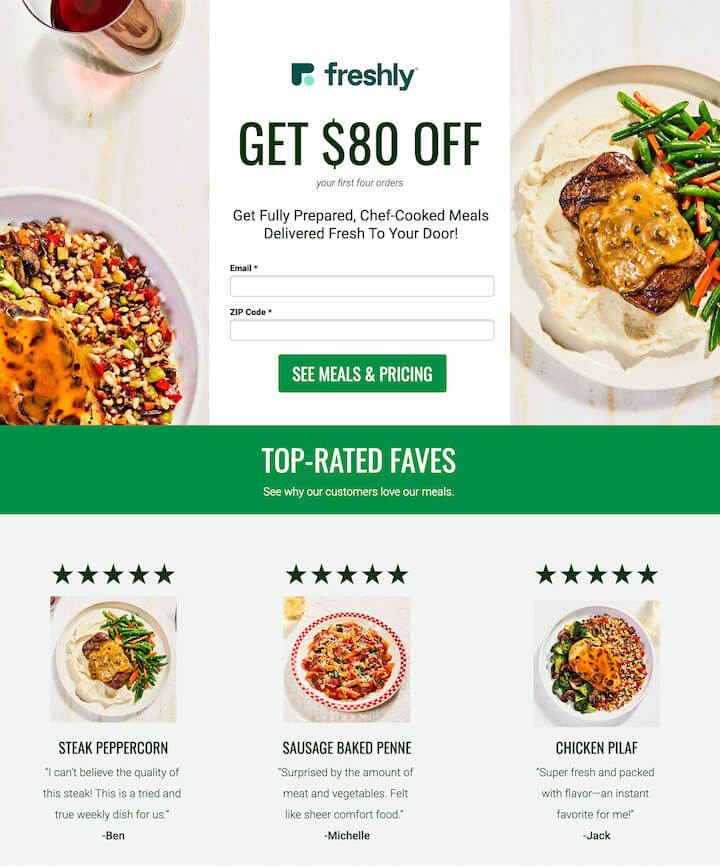 freshly
GET $80 OFF
your first four orders
Get Fully Prepared, Chef-Cooked Meals
Delivered Fresh To Your Door!
Email *
ZIP Code *
SEE MEALS & PRICING
TOP-RATED FAVES
See why our customers love our meals.
STEAK PEPPERCORN
"I can't believe the quality of
this steak! This is a tried and
true weekly dish for us."
-Ben
SAUSAGE BAKED PENNE
"Surprised by the amount of
meat and vegetables. Felt
like sheer comfort food."
-Michelle
CHICKEN PILAF
"Super fresh and packed
with flavor—an instant
favorite for me!"
-Jack